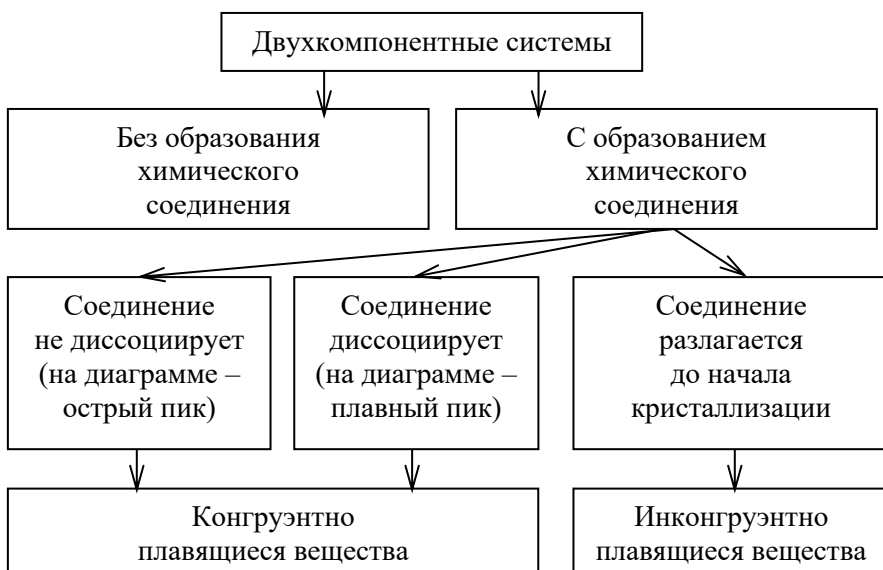 Двухкомпонентные системы
Без образования
химического
соединения
С образованием
химического
соединения
Соединение
не диссоциирует
(на диаграмме –
острый пик)
Соединение
диссоциирует
(на диаграмме –
плавный пик)
Соединение
разлагается
до начала
кристаллизации
Конгруэнтно
плавящиеся вещества
Инконгруэнтно
плавящиеся вещества